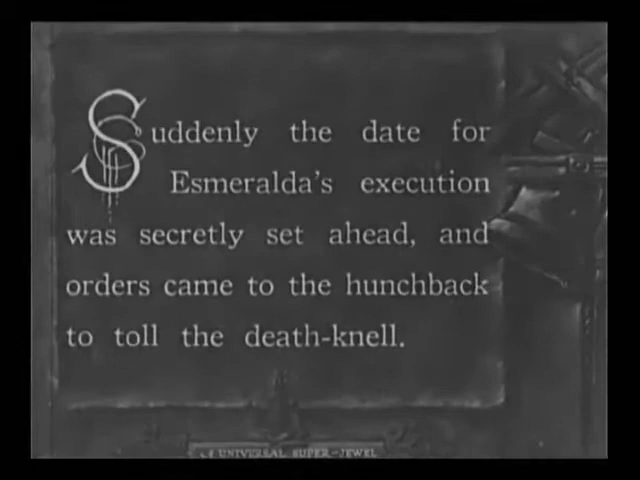 Suddenly the date for
Esmeralda's execution
was secretly set ahead, and
orders came to the hunchback
to toll the death-knell.
A UNIVERSAL SUPER-JEWEL